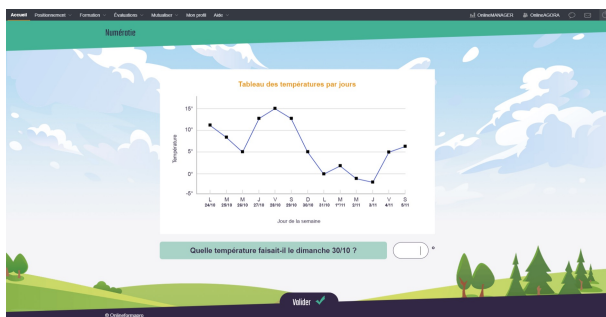 Accueil Positionnement Formation Évaluations Mutualiser Mon profil Aide OnlineMANAGER OnlineAGORA
Numératie
Tableau des températures par jours
15°
10°
5°
0°
-5°
Température
L M M J V S D L M M J V S
24/10 25/10 26/10 27/10 28/10 29/10 30/10 31/10 1er/11 2/11 3/11 4/11 5/11
Jour de la semaine
Quelle température faisait-il le dimanche 30/10 ? °
Valider
© Onlineformapro